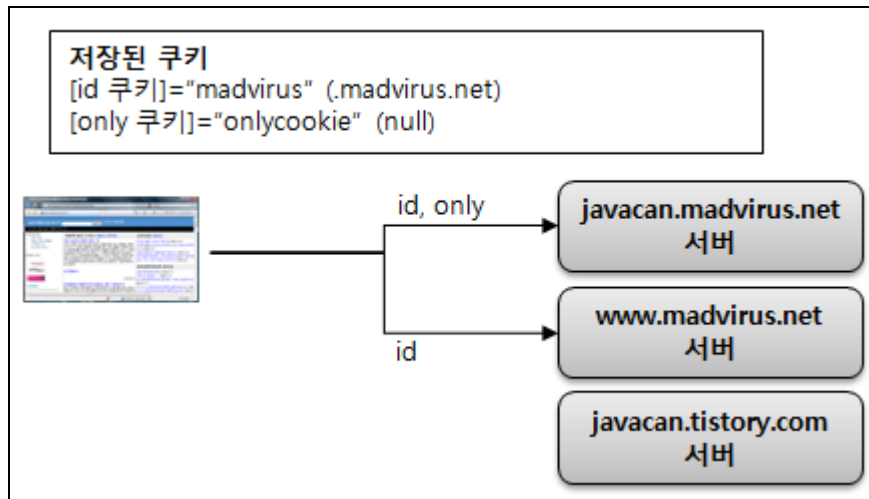 저장된 쿠키
[id 쿠키]="madvirus" (.madvirus.net)
[only 쿠키]="onlycookie" (null)
id, only
javacan.madvirus.net
서버
id
www.madvirus.net
서버
javacan.tistory.com
서버